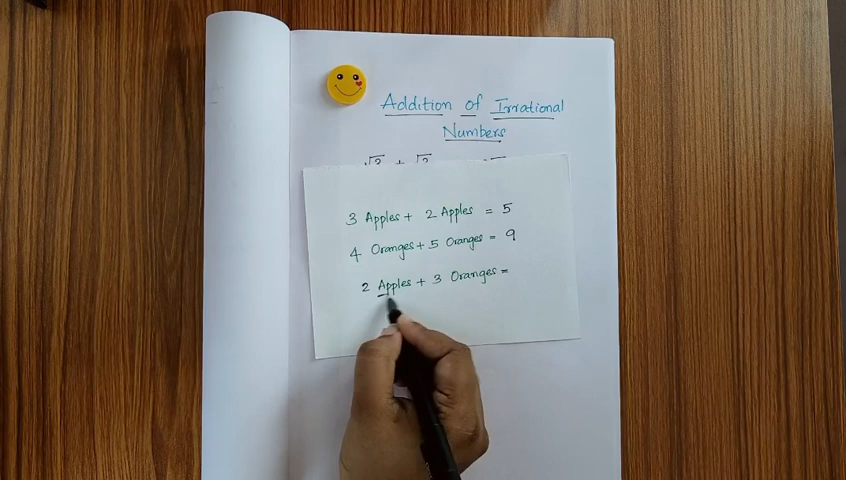 Addition of Irrational
Numbers
3 Apples + 2 Apples = 5
4 Oranges + 5 Oranges = 9
2 Apples + 3 Oranges =